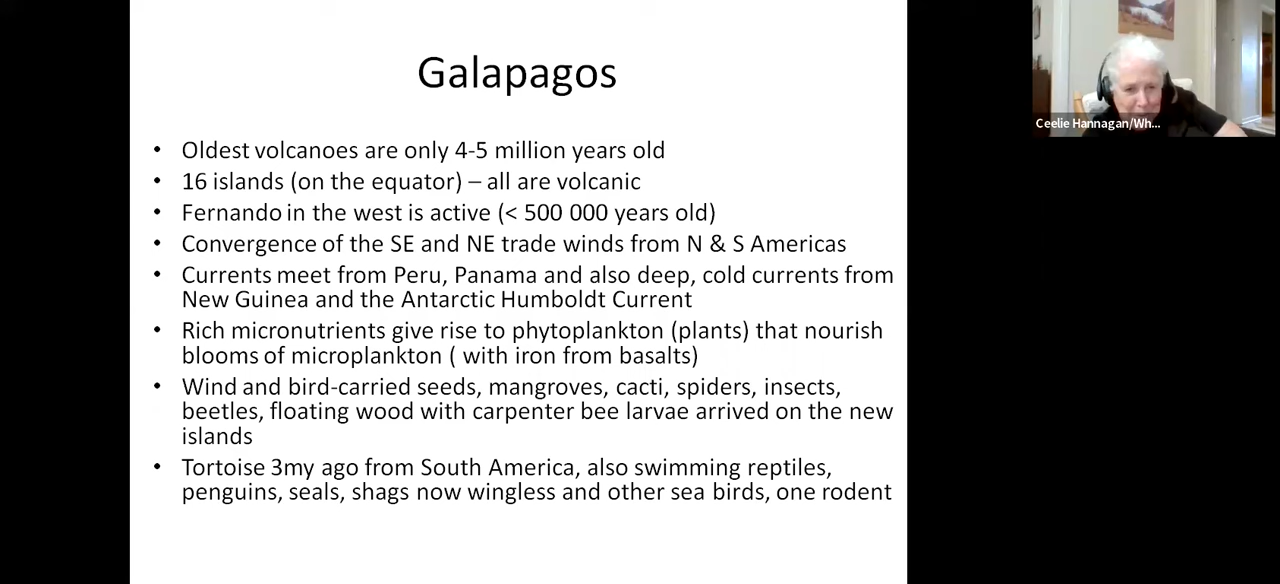 Galapagos
• Oldest volcanoes are only 4-5 million years old
• 16 islands (on the equator) – all are volcanic
• Fernando in the west is active (< 500 000 years old)
• Convergence of the SE and NE trade winds from N & S Americas
• Currents meet from Peru, Panama and also deep, cold currents from
New Guinea and the Antarctic Humboldt Current
• Rich micronutrients give rise to phytoplankton (plants) that nourish
blooms of microplankton ( with iron from basalts)
• Wind and bird-carried seeds, mangroves, cacti, spiders, insects,
beetles, floating wood with carpenter bee larvae arrived on the new
islands
• Tortoise 3my ago from South America, also swimming reptiles,
penguins, seals, shags now wingless and other sea birds, one rodent
Ceelie Hannagan/Wh...